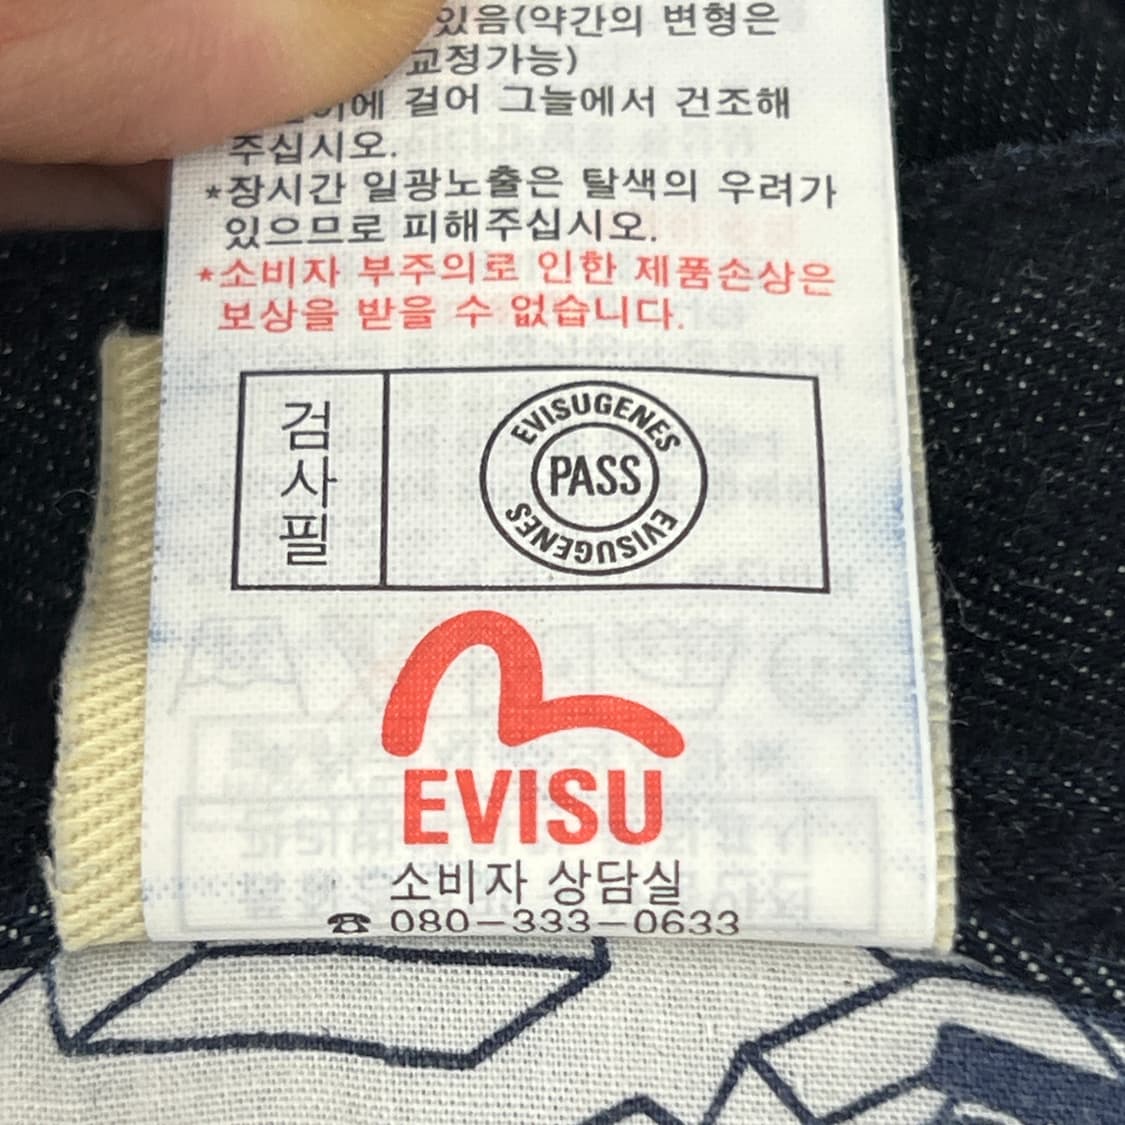 있음(약간의 변형은
교정가능)
걸어 그늘에서 건조해
주십시오.
*장시간 일광노출은 탈색의 우려가
있으므로 피해주십시오.
*소비자 부주의로 인한 제품손상은
보상을 받을 수 없습니다.
검사필
EVISUGENES
PASS
EVISUGENES
EVISU
소비자 상담실
☎ 080-333-0633